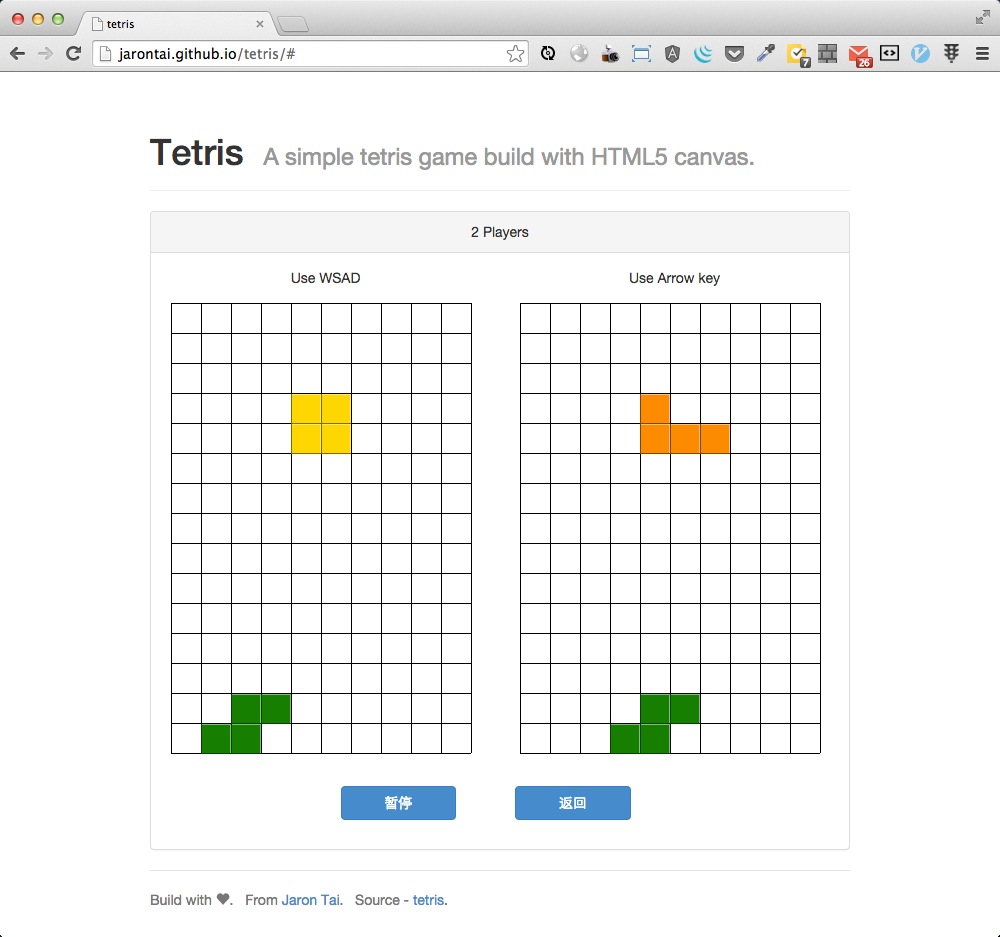 tetris
jarontai.github.io/tetris/#
7
26
Tetris A simple tetris game build with HTML5 canvas.
2 Players
Use WSAD Use Arrow key
暂停 返回
Build with ♥. From Jaron Tai. Source - tetris.